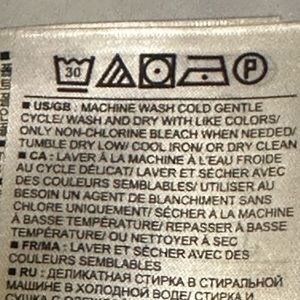 30 P
■ US/GB : MACHINE WASH COLD GENTLE
CYCLE/ WASH AND DRY WITH LIKE COLORS/
ONLY NON-CHLORINE BLEACH WHEN NEEDED/
TUMBLE DRY LOW/ COOL IRON/ OR DRY CLEAN
■ CA : LAVER À LA MACHINE À L'EAU FROIDE
AU CYCLE DÉLICAT/ LAVER ET SÉCHER AVEC
DES COULEURS SEMBLABLES/ UTILISER AU
BESOIN UN AGENT DE BLANCHIMENT SANS
CHLORE UNIQUEMENT/ SÉCHER À LA MACHINE
À BASSE TEMPÉRATURE/ REPASSER À BASSE
TEMPÉRATURE/ OU NETTOYER À SEC
■ FR/MA : LAVER ET SÉCHER AVEC DES
COULEURS SEMBLABLES
■ RU : ДЕЛИКАТНАЯ СТИРКА В СТИРАЛЬНОЙ
МАШИНЕ В ХОЛОДНОЙ ВОДЕ/ СТИРКА И
СУШКА С